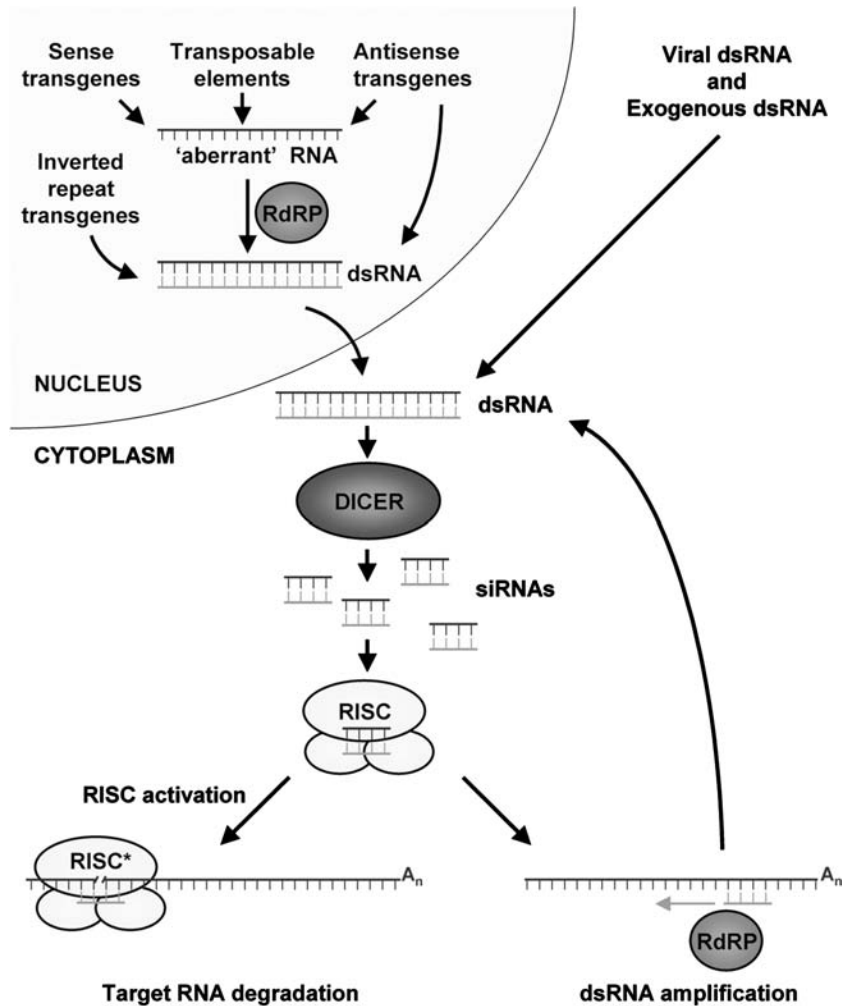 Sense
transgenes
Transposable
elements
Antisense
transgenes
Viral dsRNA
and
Exogenous dsRNA
'aberrant' RNA
Inverted
repeat
transgenes
RdRP
dsRNA
NUCLEUS
dsRNA
CYTOPLASM
DICER
siRNAs
RISC
RISC activation
RISC*
An
An
RdRP
Target RNA degradation
dsRNA amplification